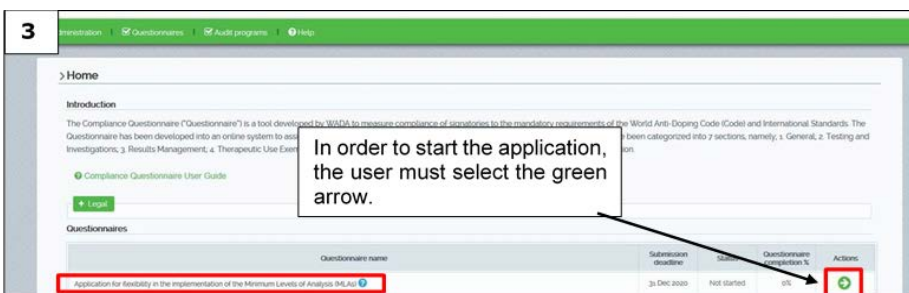 3
ministration | Questionnaires | Audit programs | Help
> Home
Introduction
The Compliance Questionnaire ("Questionnaire") is a tool developed by WADA to measure compliance of signatories to the mandatory requirements of the World Anti-Doping Code (Code) and International Standards. The
Questionnaire has been developed into an online system to ass been categorized into 7 sections, namely, 1. General, 2. Testing and
Investigations, 3. Results Management, 4. Therapeutic Use Exem on.
In order to start the application,
the user must select the green
arrow.
Compliance Questionnaire User Guide
+ Legal
Questionnaires
Questionnaire name Submission deadline Status Questionnaire completion % Actions
Application for flexibility in the implementation of the Minimum Levels of Analysis (MLAs) 31 Dec 2020 Not started 0%